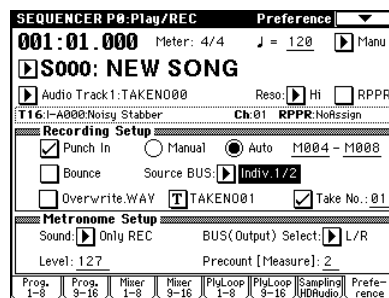 SEQUENCER P0:Play/REC Preference
001:01.000 Meter: 4/4 ♩ = 120 Manu
S000: NEW SONG
Audio Track1:TAKENO00 Reso: Hi RPPR
T16:I-A000:Noisy Stabber Ch:01 RPPR:NoAssign
Recording Setup
Punch In Manual Auto M004 - M008
Bounce Source BUS: Indiv.1/2
Overwrite.WAV T TAKENO01 Take No.: 01
Metronome Setup
Sound: Only REC BUS(Output) Select: L/R
Level: 127 Precount [Measure]: 2
Prog. 1-8 Prog. 9-16 Mixer 1-8 Mixer 9-16 PlyLoop 1-8 PlyLoop 9-16 Sampling HDAudio Prefe-rence